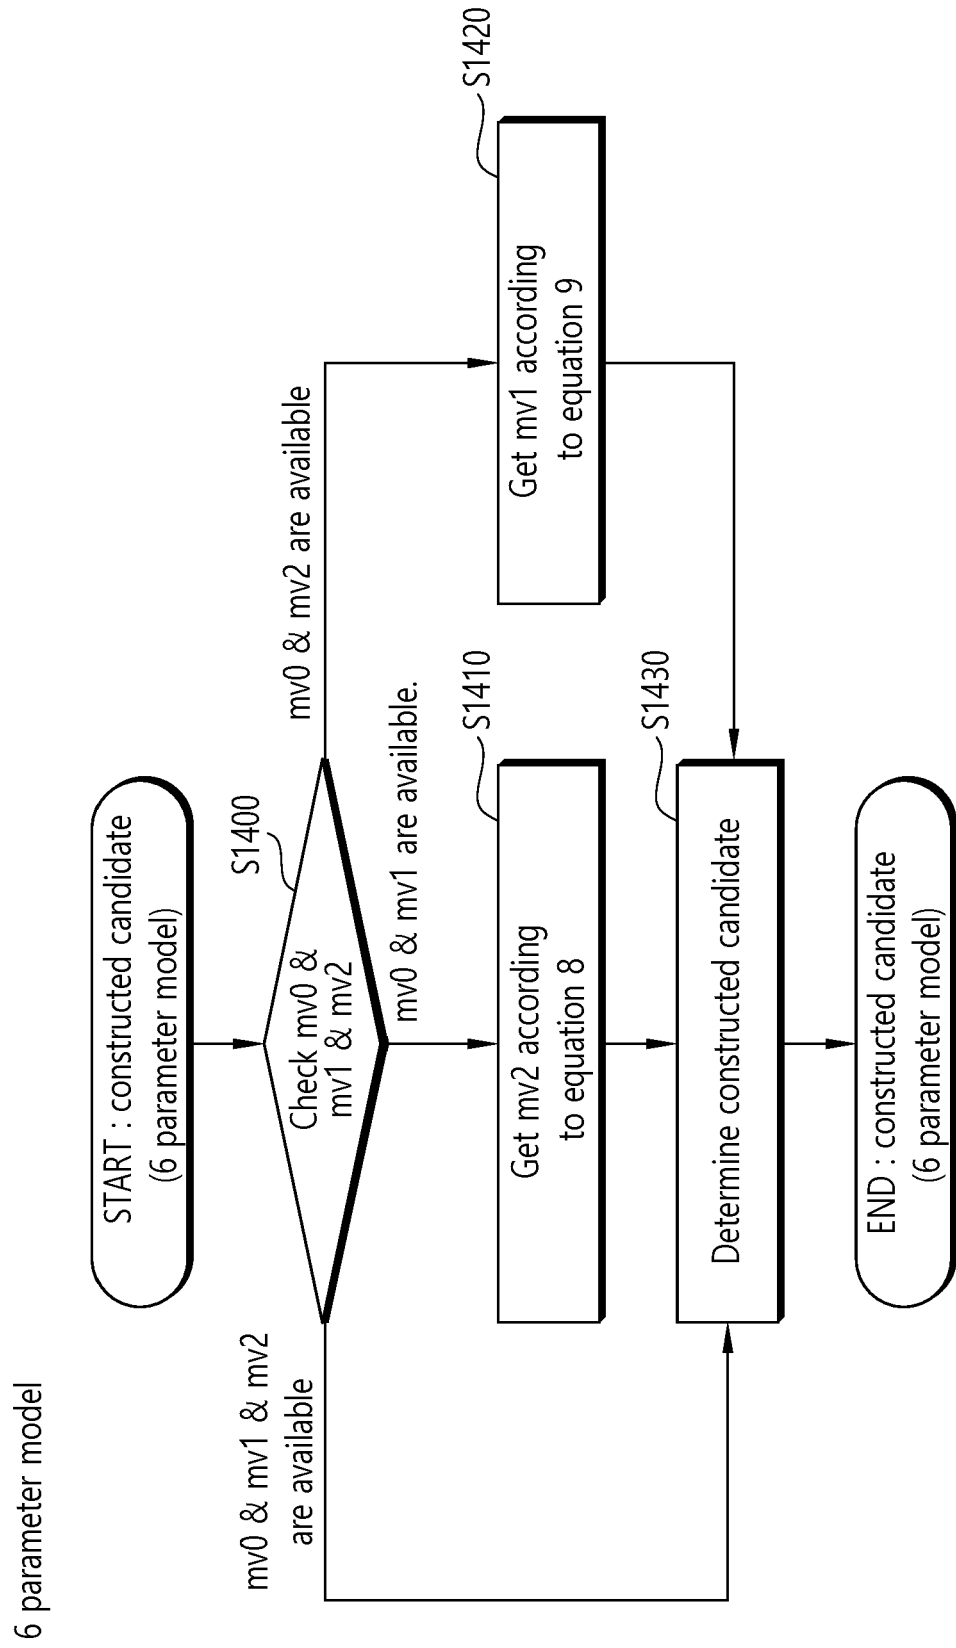 6 parameter model
START : constructed candidate
(6 parameter model)
S1400
Check mv0 &
mv1 & mv2
mv0 & mv1 & mv2
are available
mv0 & mv1 are available.
mv0 & mv2 are available
S1410
Get mv2 according
to equation 8
S1420
Get mv1 according
to equation 9
S1430
Determine constructed candidate
END : constructed candidate
(6 parameter model)